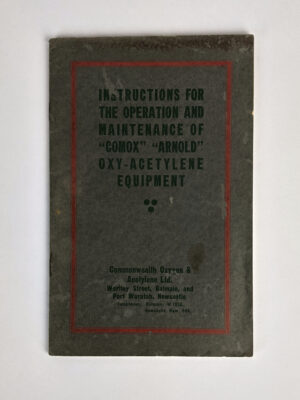 INSTRUCTIONS FOR
THE OPERATION AND
MAINTENANCE OF
"COMOX" "ARNOLD"
OXY-ACETYLENE
EQUIPMENT
Commonwealth Oxygen &
Acetylene Ltd.
Wortley Street, Balmain, and
Port Waratah, Newcastle